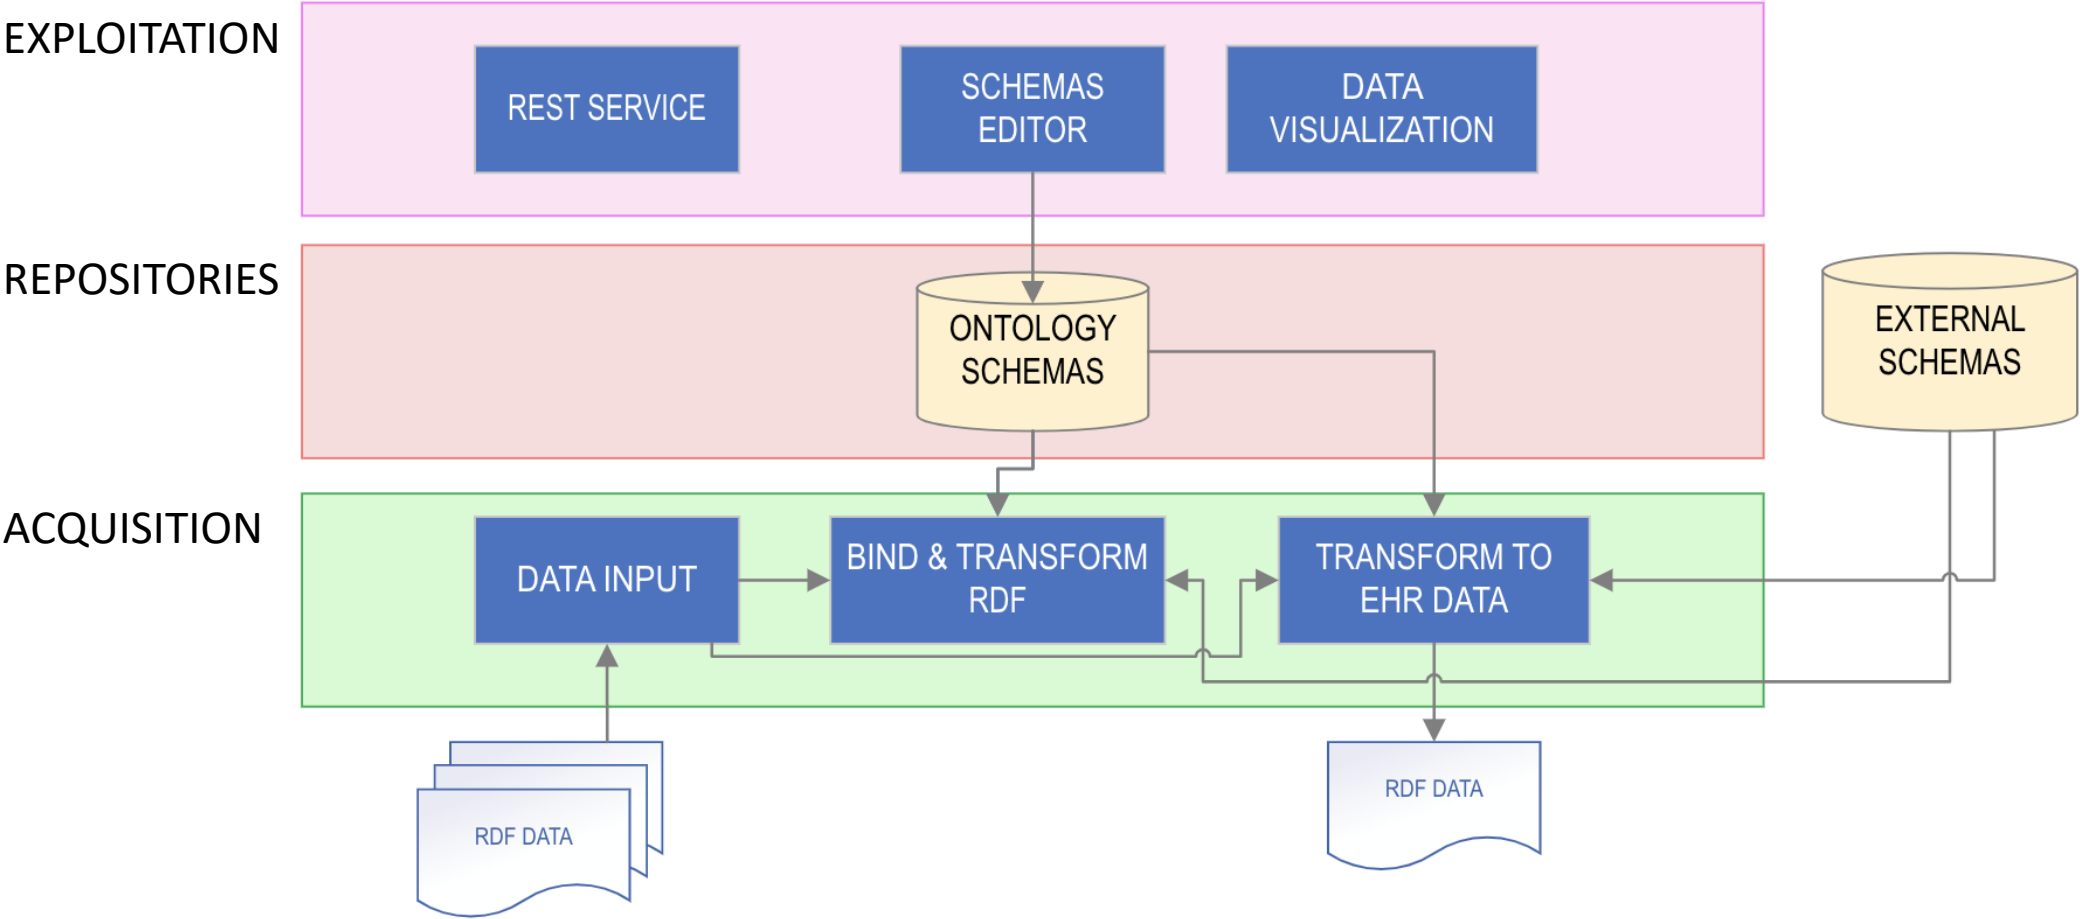 EXPLOITATION
REST SERVICE
SCHEMAS
EDITOR
DATA
VISUALIZATION
REPOSITORIES
ONTOLOGY
SCHEMAS
EXTERNAL
SCHEMAS
ACQUISITION
DATA INPUT
BIND & TRANSFORM
RDF
TRANSFORM TO
EHR DATA
RDF DATA
RDF DATA